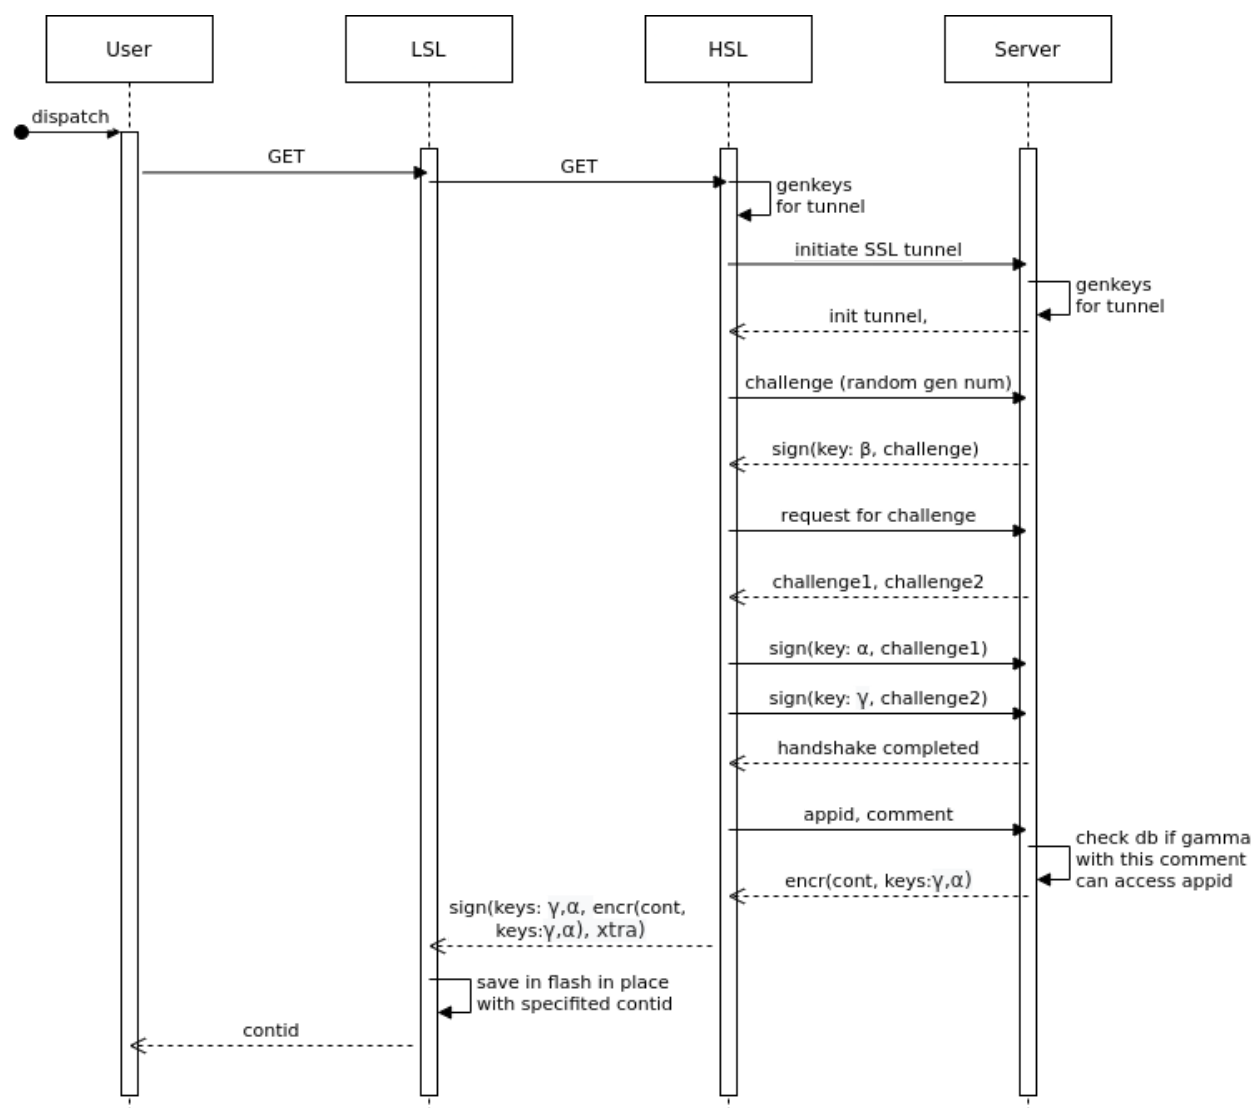 User
LSL
HSL
Server
dispatch
GET
GET
genkeys
for tunnel
initiate SSL tunnel
genkeys
for tunnel
init tunnel,
challenge (random gen num)
sign(key: β, challenge)
request for challenge
challenge1, challenge2
sign(key: α, challenge1)
sign(key: γ, challenge2)
handshake completed
appid, comment
check db if gamma
with this comment
can access appid
encr(cont, keys:γ,α)
sign(keys: γ,α, encr(cont,
keys:γ,α), xtra)
save in flash in place
with specifited contid
contid